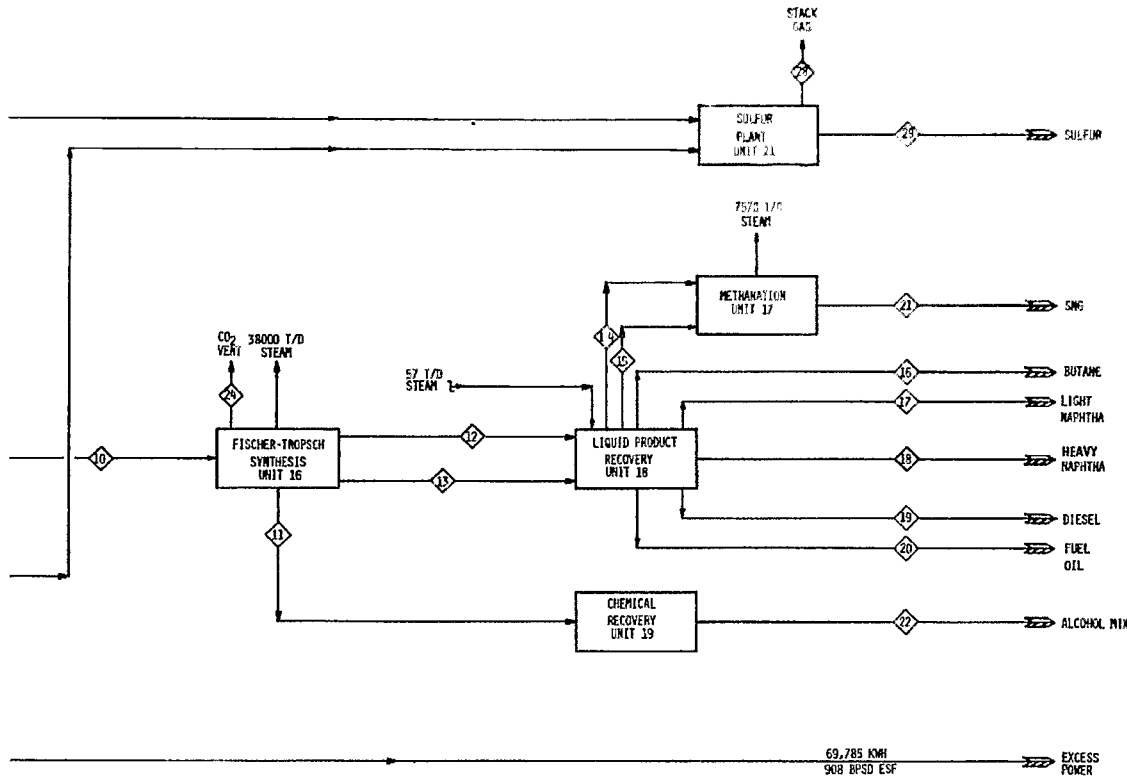 STACK
GAS
28
SULFUR
PLANT
UNIT 21
29
SULFUR
STEAM
METHANATION
UNIT 17
21
SNG
14
15
CO2
VENT
38000 T/D
STEAM
24
57 T/D
STEAM
16
BUTANE
17
LIGHT
NAPHTHA
10
FISCHER-TROPSCH
SYNTHESIS
UNIT 16
12
13
LIQUID PRODUCT
RECOVERY
UNIT 18
18
HEAVY
NAPHTHA
19
DIESEL
20
FUEL
OIL
11
CHEMICAL
RECOVERY
UNIT 19
22
ALCOHOL MIX
69,785 KWH
908 BPSD ESF
EXCESS
POWER